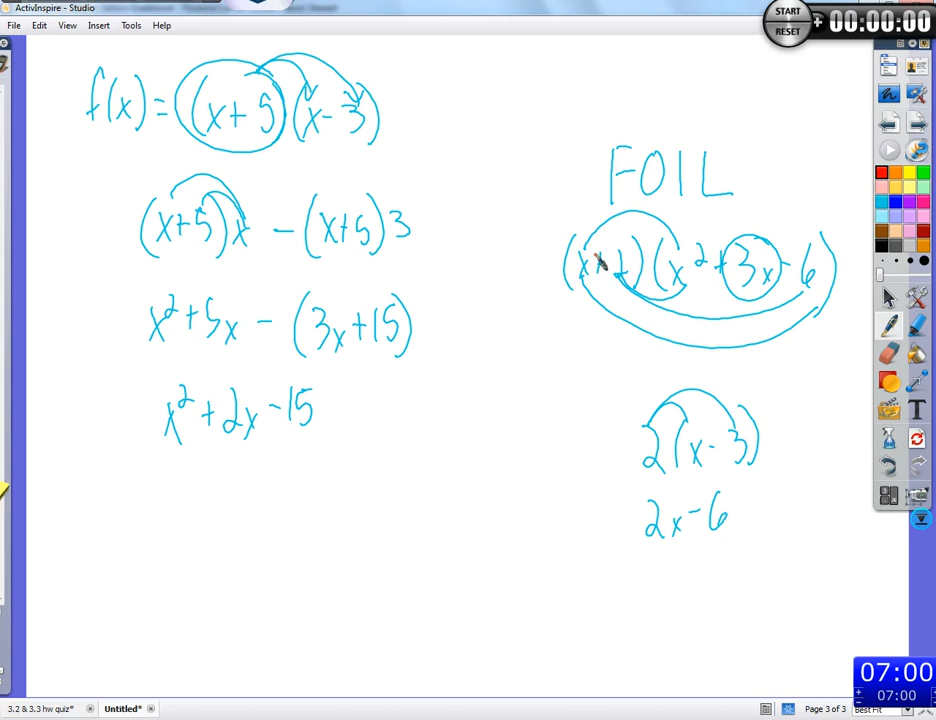 ActivInspire - Studio
File Edit View Insert Tools Help
START
RESET
+ 00:00:00
f(x) = (x + 5)(x - 3)
(x + 5)x - (x + 5)3
x² + 5x - (3x + 15)
x² + 2x - 15
FOIL
(x + 2)(x² + 3x - 6)
2(x - 3)
2x - 6
T
07:00
+ 07:00
3.2 & 3.3 hw quiz*
Untitled*
Page 3 of 3
Best Fit